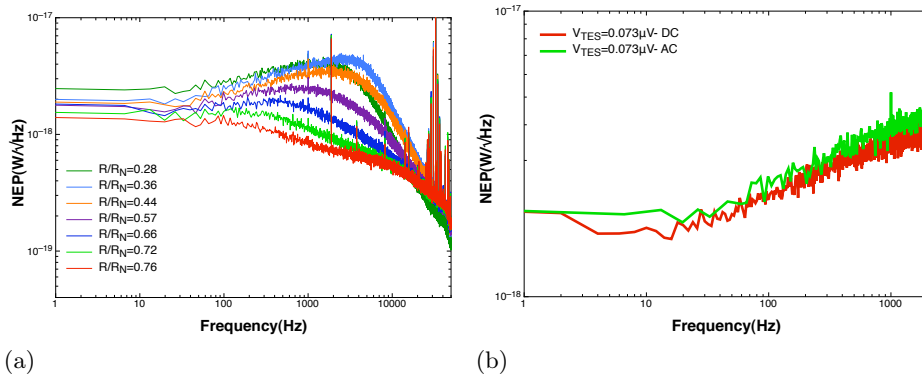 10⁻¹⁷
10⁻¹⁸
10⁻¹⁹
NEP(W/√Hz)
R/R_N=0.28
R/R_N=0.36
R/R_N=0.44
R/R_N=0.57
R/R_N=0.66
R/R_N=0.72
R/R_N=0.76
1 10 100 1000 10000
Frequency(Hz)
(a)
10⁻¹⁷
10⁻¹⁸
NEP(W/√Hz)
V_TES=0.073µV- DC
V_TES=0.073µV- AC
1 10 100 1000
Frequency(Hz)
(b)